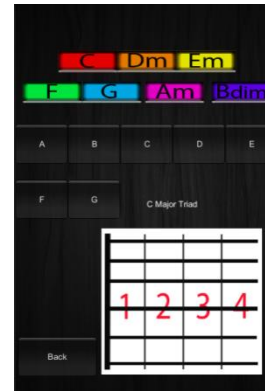 C Dm Em
F G Am Bdim
A B C D E
F G C Major Triad
1 2 3 4
Back